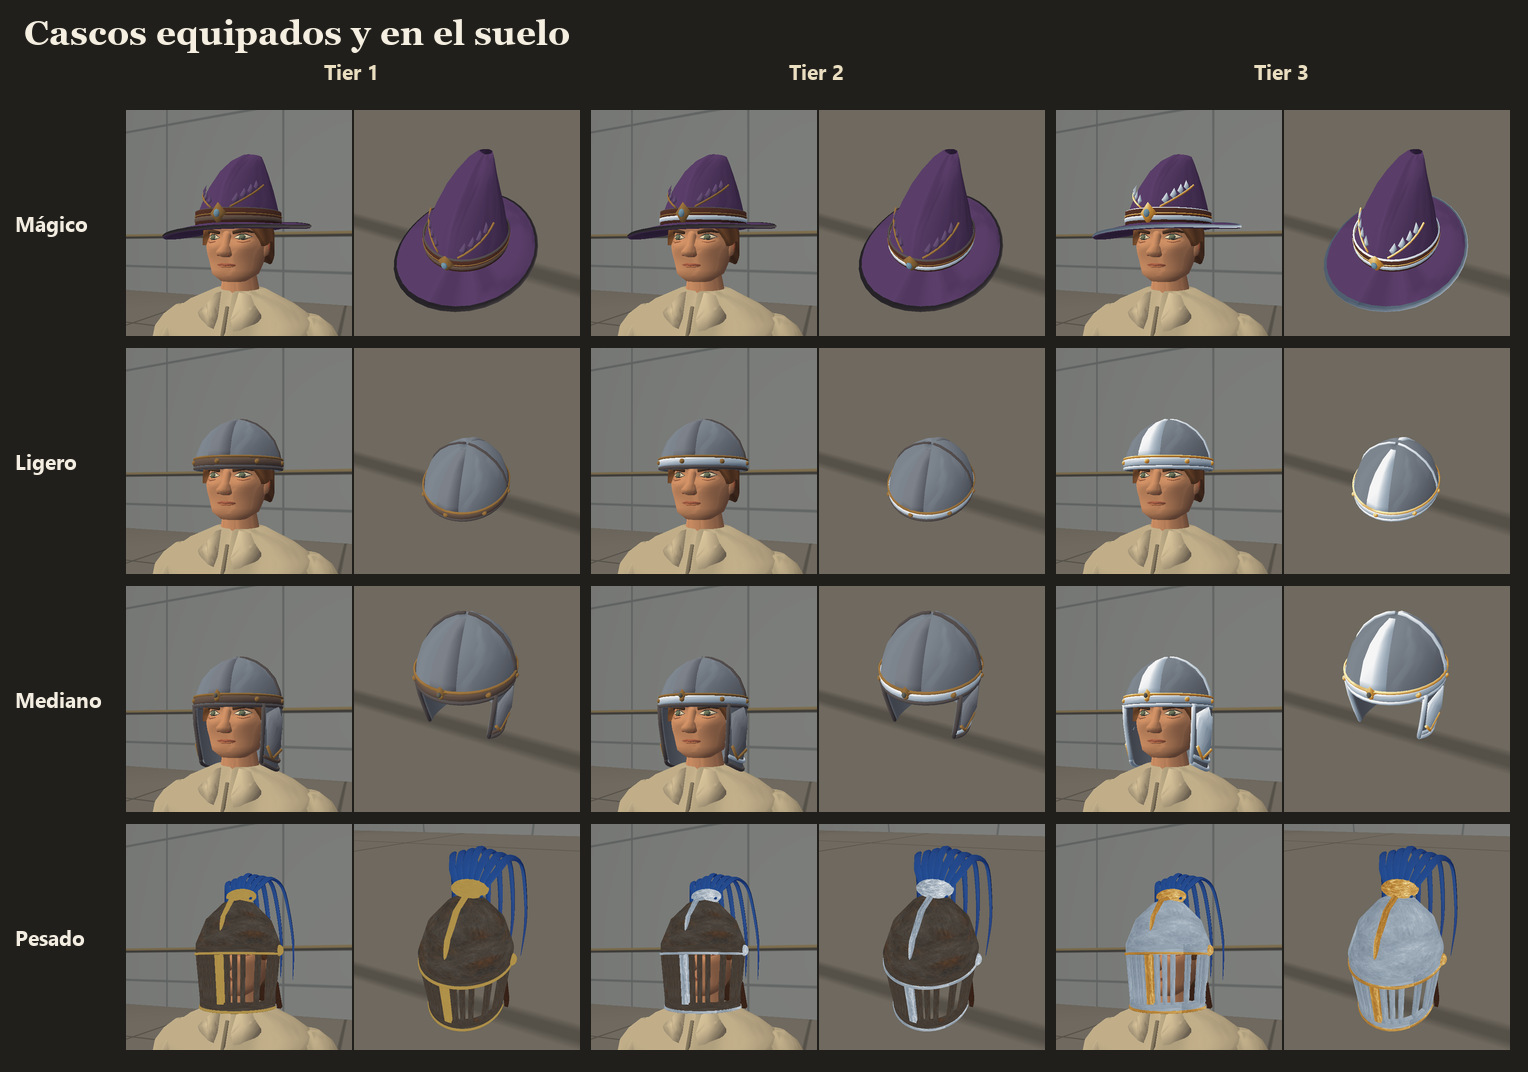 Cascos equipados y en el suelo
Tier 1 Tier 2 Tier 3
Mágico
Ligero
Mediano
Pesado